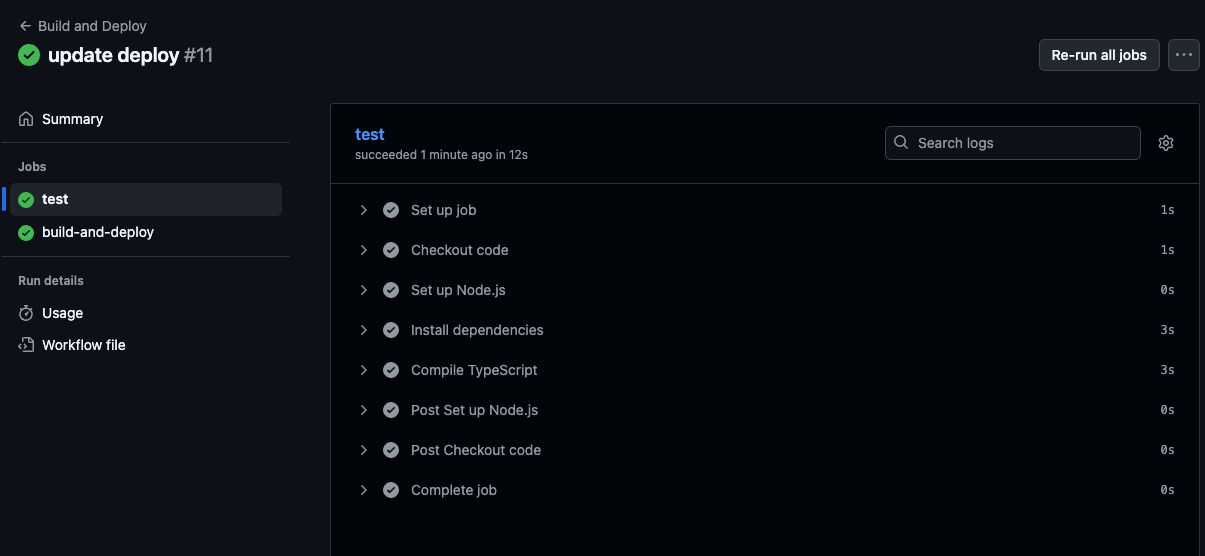 Build and Deploy
update deploy #11
Re-run all jobs
Summary
Jobs
test
build-and-deploy
Run details
Usage
Workflow file
test
succeeded 1 minute ago in 12s
Search logs
Set up job 1s
Checkout code 1s
Set up Node.js 0s
Install dependencies 3s
Compile TypeScript 3s
Post Set up Node.js 0s
Post Checkout code 0s
Complete job 0s